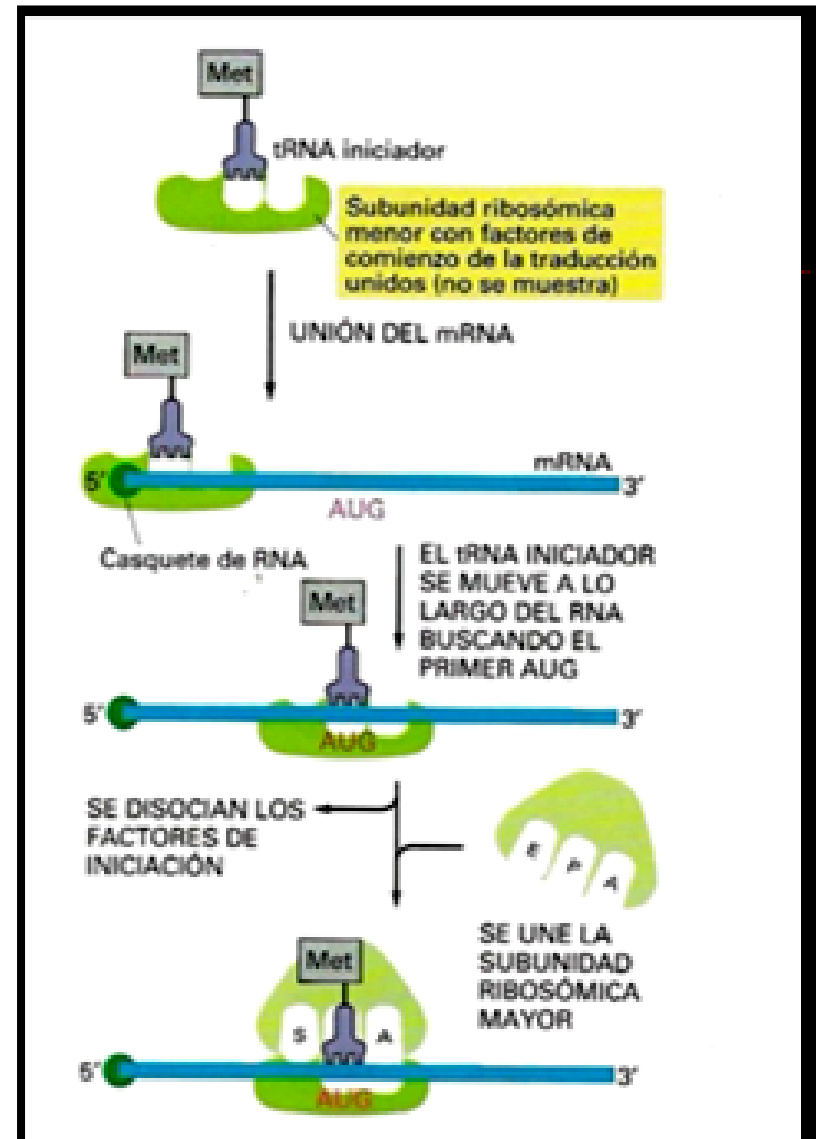 Met
tRNA iniciador
Subunidad ribosómica
menor con factores de
comienzo de la traducción
unidos (no se muestra)
UNIÓN DEL mRNA
Met
5'
mRNA
3'
AUG
Casquete de RNA
EL tRNA INICIADOR
SE MUEVE A LO
LARGO DEL RNA
BUSCANDO EL
PRIMER AUG
Met
5'
3'
AUG
SE DISOCIAN LOS
FACTORES DE
INICIACIÓN
E P A
SE UNE LA
SUBUNIDAD
RIBOSÓMICA
MAYOR
Met
S A
5'
3'
AUG